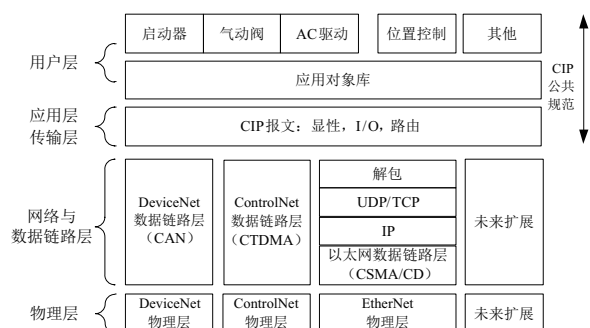 启动器 气动阀 AC驱动 位置控制 其他
用户层
应用对象库
CIP
公共
规范
应用层
传输层
CIP报文：显性，I/O，路由
网络与
数据链路层
DeviceNet
数据链路层
（CAN）
ControlNet
数据链路层
（CTDMA）
解包
UDP/TCP
IP
以太网数据链路层
（CSMA/CD）
未来扩展
物理层
DeviceNet
物理层
ControlNet
物理层
EtherNet
物理层
未来扩展